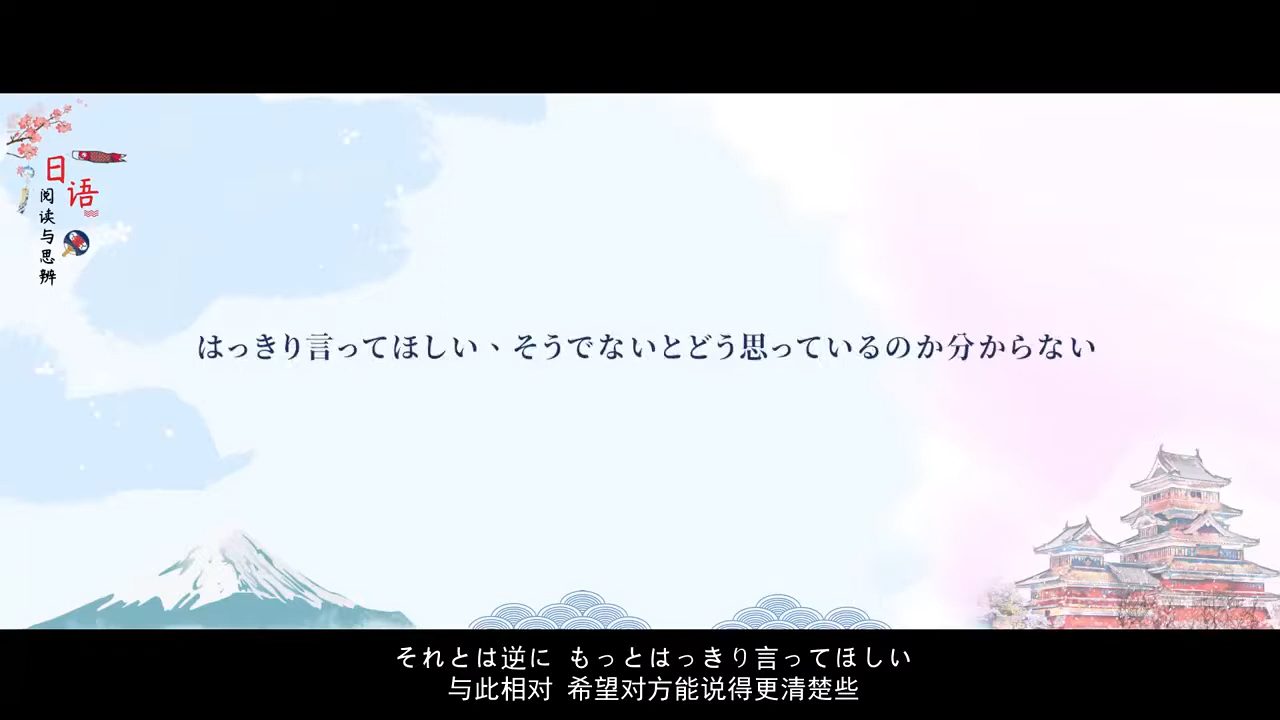 日语
阅读与思辨
はっきり言ってほしい、そうでないとどう思っているのか分からない
それとは逆に もっとはっきり言ってほしい
与此相对 希望对方能说得更清楚些